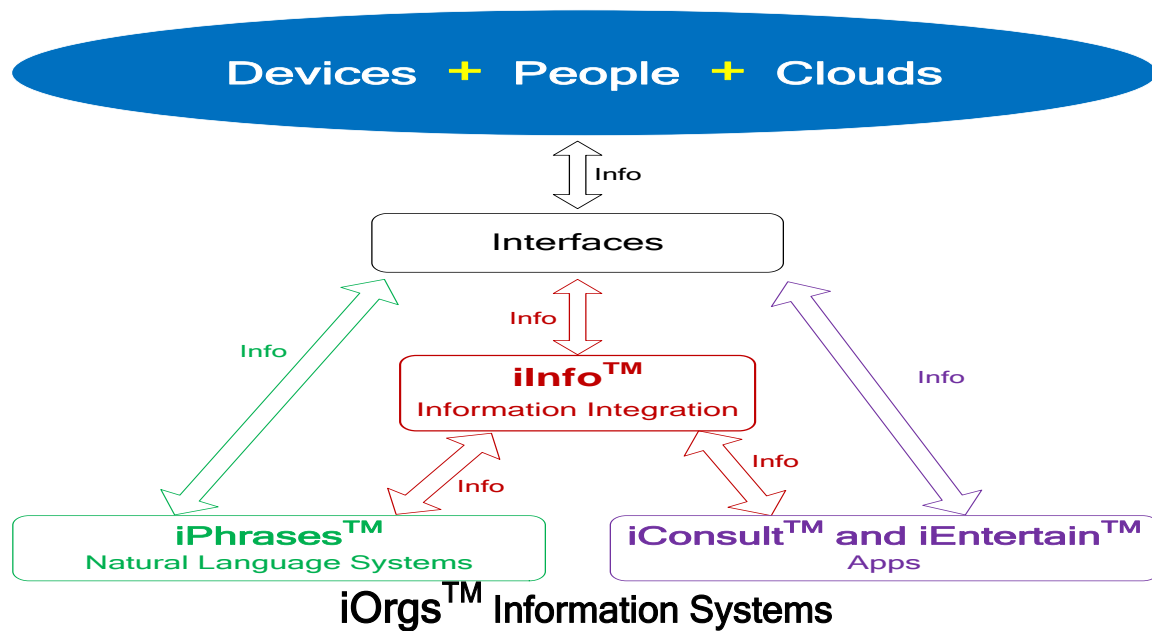 Devices + People + Clouds
Info
Interfaces
Info
Info
Info
iInfo™
Information Integration
Info
Info
iPhrases™
Natural Language Systems
iConsult™ and iEntertain™
Apps
iOrgs™ Information Systems